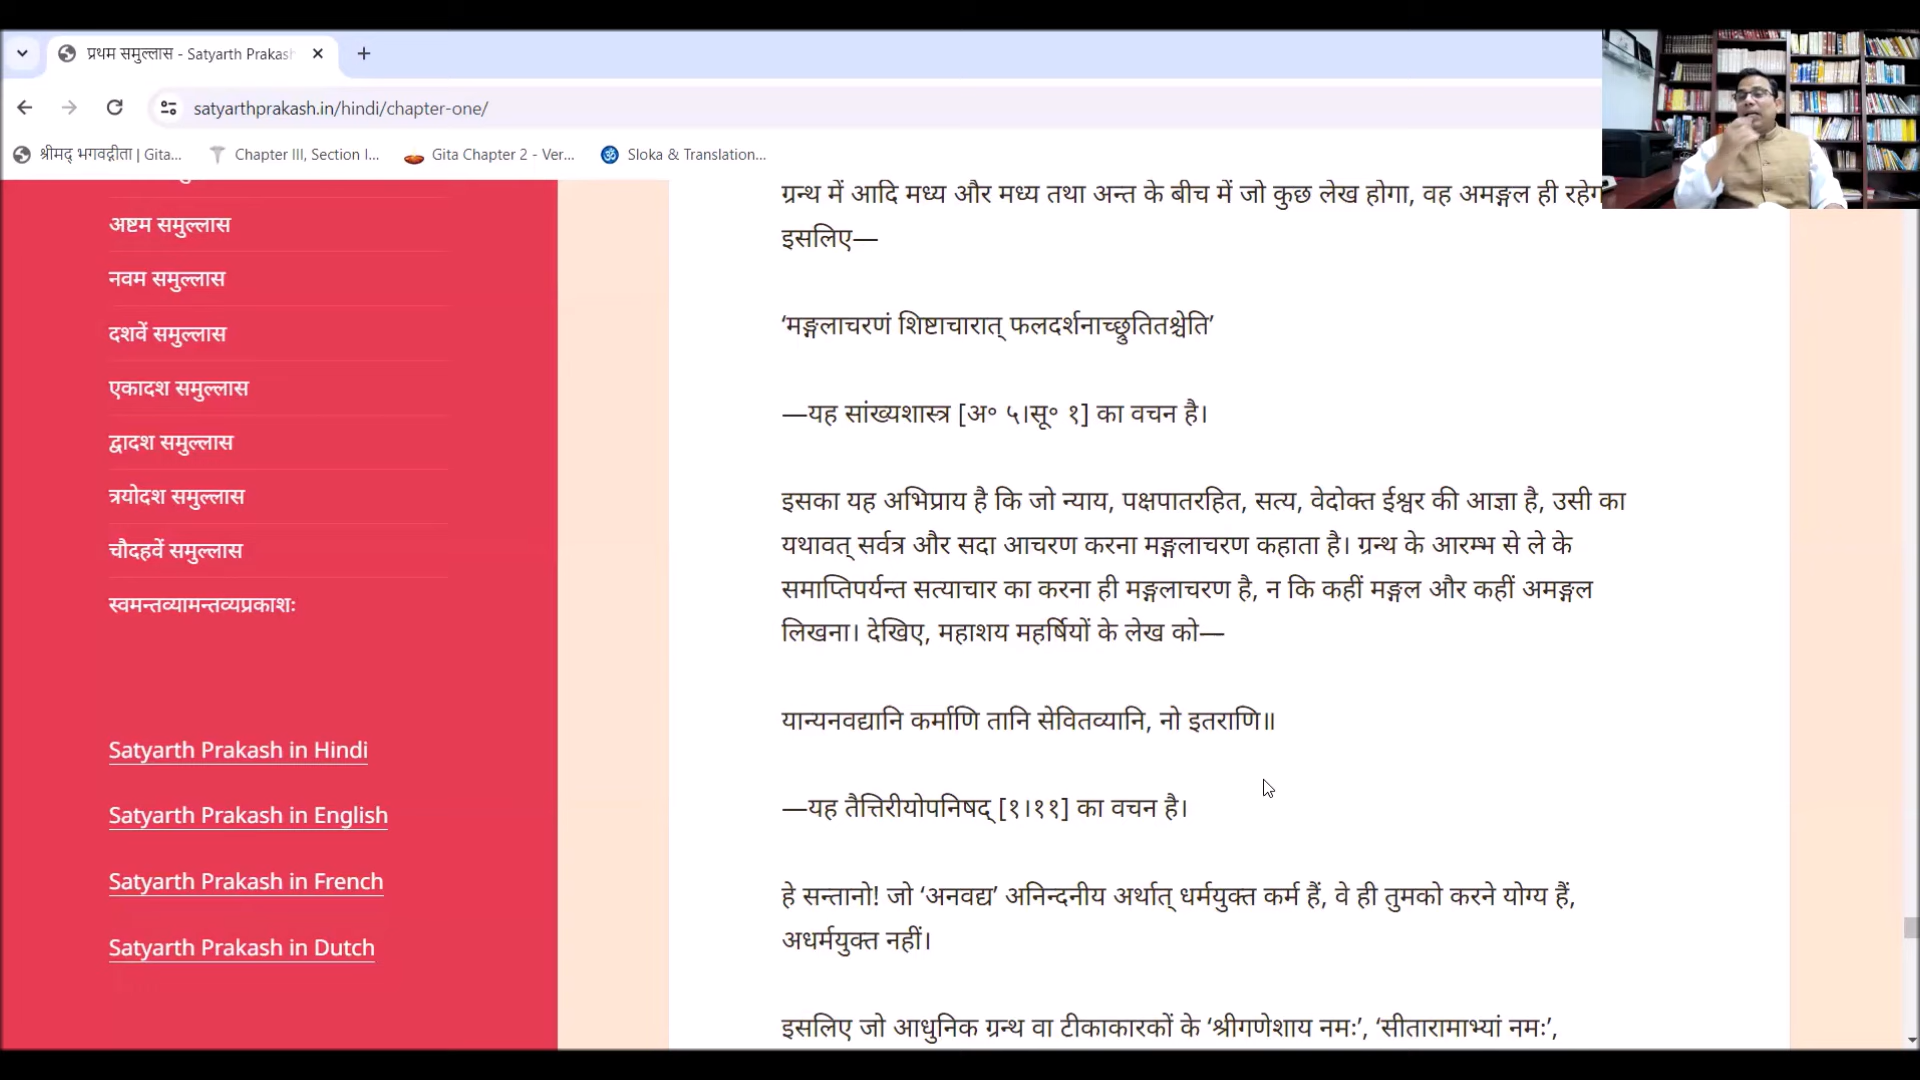 प्रथम समुल्लास - Satyarth Prakas
satyarthprakash.in/hindi/chapter-one/
श्रीमद् भगवद्गीता | Gita...
Chapter III, Section I...
Gita Chapter 2 - Ver...
Sloka & Translation...
अष्टम समुल्लास
नवम समुल्लास
दशवें समुल्लास
एकादश समुल्लास
द्वादश समुल्लास
त्रयोदश समुल्लास
चौदहवें समुल्लास
स्वमन्तव्यामन्तव्यप्रकाशः
Satyarth Prakash in Hindi
Satyarth Prakash in English
Satyarth Prakash in French
Satyarth Prakash in Dutch
ग्रन्थ में आदि मध्य और मध्य तथा अन्त के बीच में जो कुछ लेख होगा, वह अमङ्गल ही
इसलिए—
‘मङ्गलाचरणं शिष्टाचारात् फलदर्शनाच्छ्रुतितश्चेति’
—यह सांख्यशास्त्र [अ॰ ५।सू॰ १] का वचन है।
इसका यह अभिप्राय है कि जो न्याय, पक्षपातरहित, सत्य, वेदोक्त ईश्वर की आज्ञा है, उसी का
यथावत् सर्वत्र और सदा आचरण करना मङ्गलाचरण कहाता है। ग्रन्थ के आरम्भ से ले के
समाप्तिपर्यन्त सत्याचार का करना ही मङ्गलाचरण है, न कि कहीं मङ्गल और कहीं अमङ्गल
लिखना। देखिए, महाशय महर्षियों के लेख को—
यान्यनवद्यानि कर्माणि तानि सेवितव्यानि, नो इतराणि॥
—यह तैत्तिरीयोपनिषद् [१।११] का वचन है।
हे सन्तानो! जो ‘अनवद्य’ अनिन्दनीय अर्थात् धर्मयुक्त कर्म हैं, वे ही तुमको करने योग्य हैं,
अधर्मयुक्त नहीं।
इसलिए जो आधुनिक ग्रन्थ वा टीकाकारकों के ‘श्रीगणेशाय नमः’, ‘सीतारामाभ्यां नमः’,